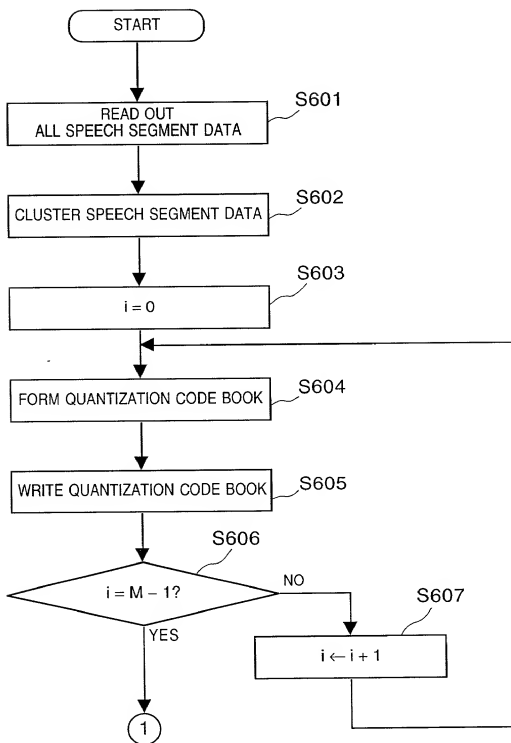 START
S601
READ OUT
ALL SPEECH SEGMENT DATA
S602
CLUSTER SPEECH SEGMENT DATA
S603
i = 0
S604
FORM QUANTIZATION CODE BOOK
S605
WRITE QUANTIZATION CODE BOOK
S606
i = M – 1?
NO
YES
S607
i ← i + 1
1